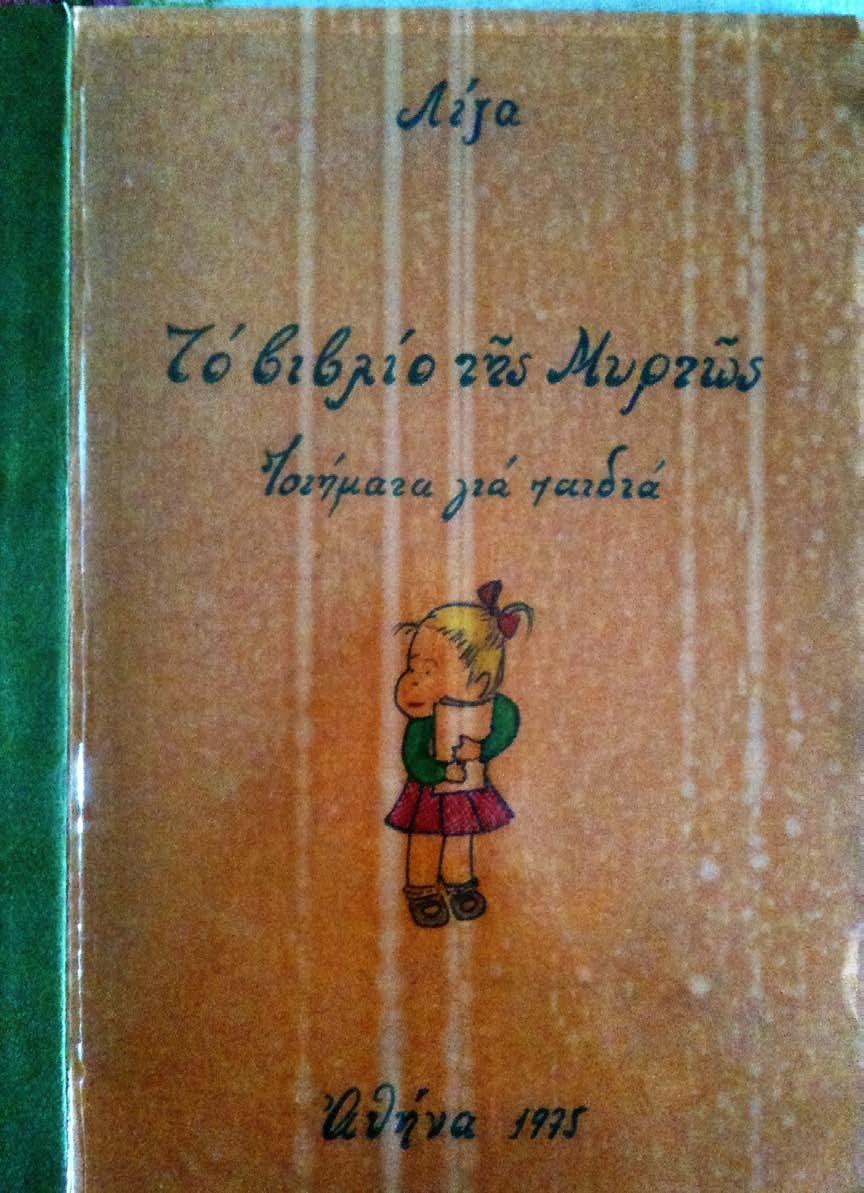 Λίζα
Τό βιβλίο τῆς Μυρτῶς
Ποιήματα γιά παιδιά
Ἀθήνα 1975